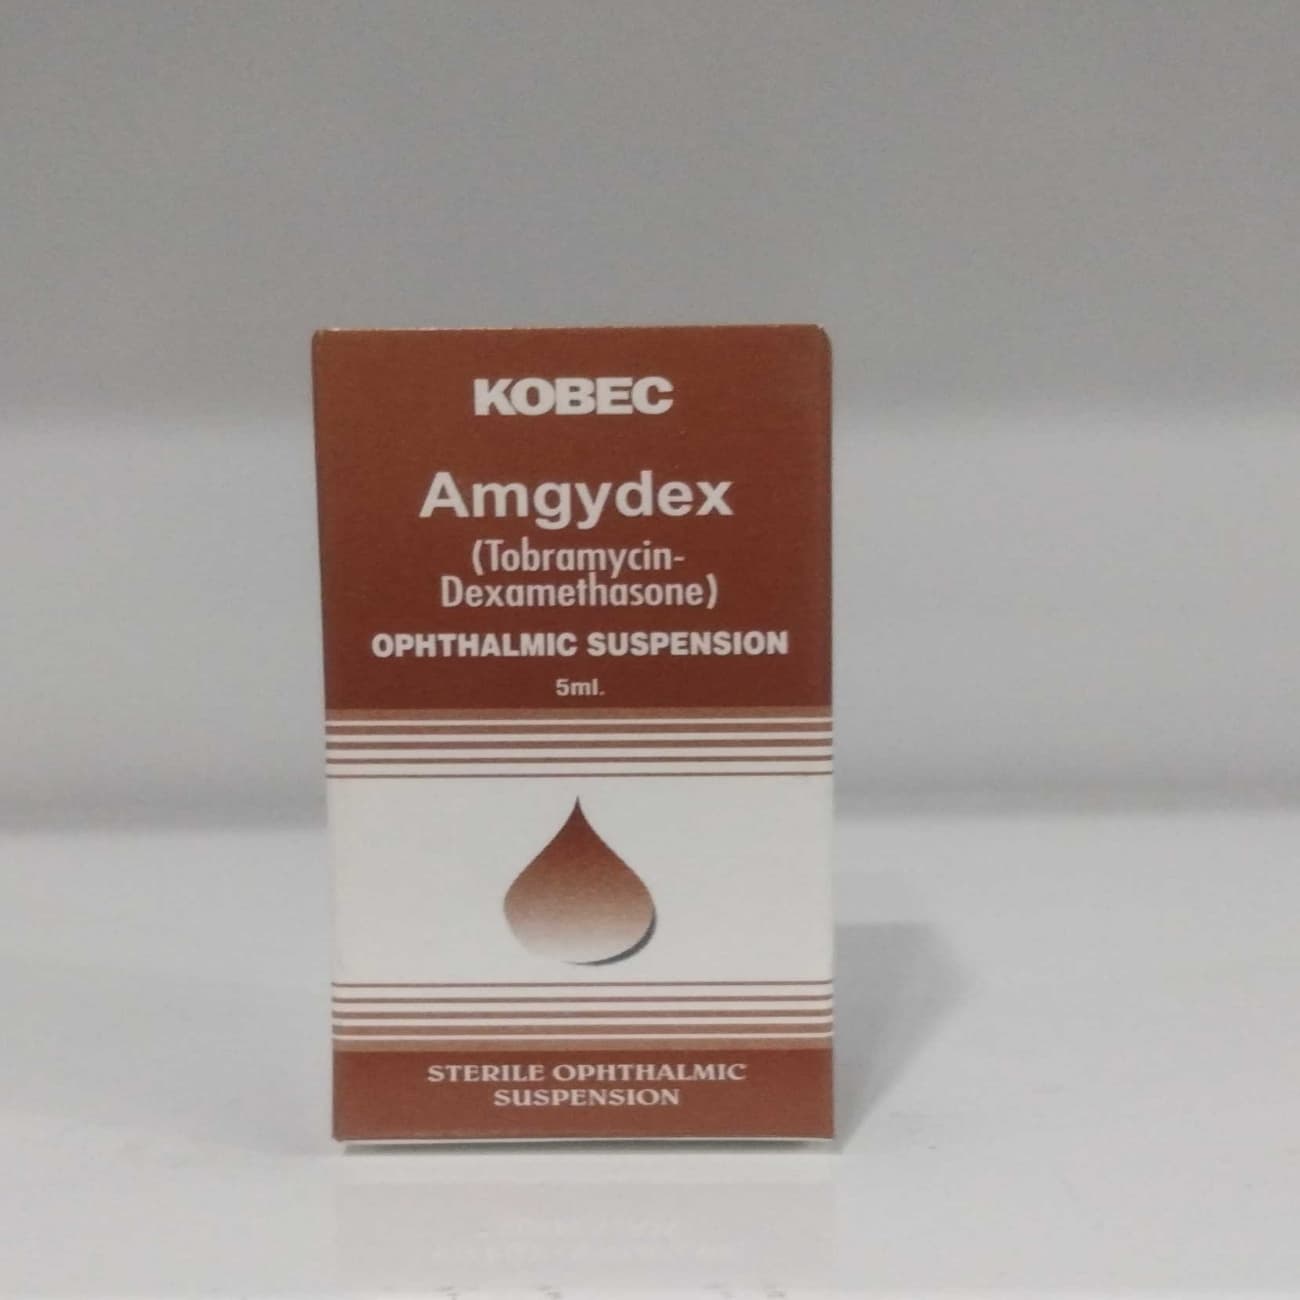 KOBEC
Amgydex
(Tobramycin-
Dexamethasone)
OPHTHALMIC SUSPENSION
5ml.
STERILE OPHTHALMIC
SUSPENSION